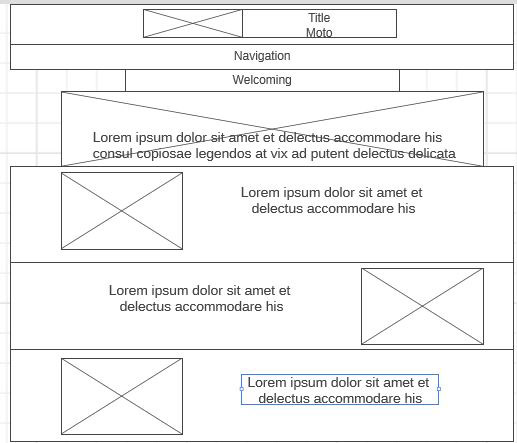 Title
Moto
Navigation
Welcoming
Lorem ipsum dolor sit amet et delectus accommodare his
consul copiosae legendos at vix ad putent delectus delicata
Lorem ipsum dolor sit amet et
delectus accommodare his
Lorem ipsum dolor sit amet et
delectus accommodare his
Lorem ipsum dolor sit amet et
delectus accommodare his